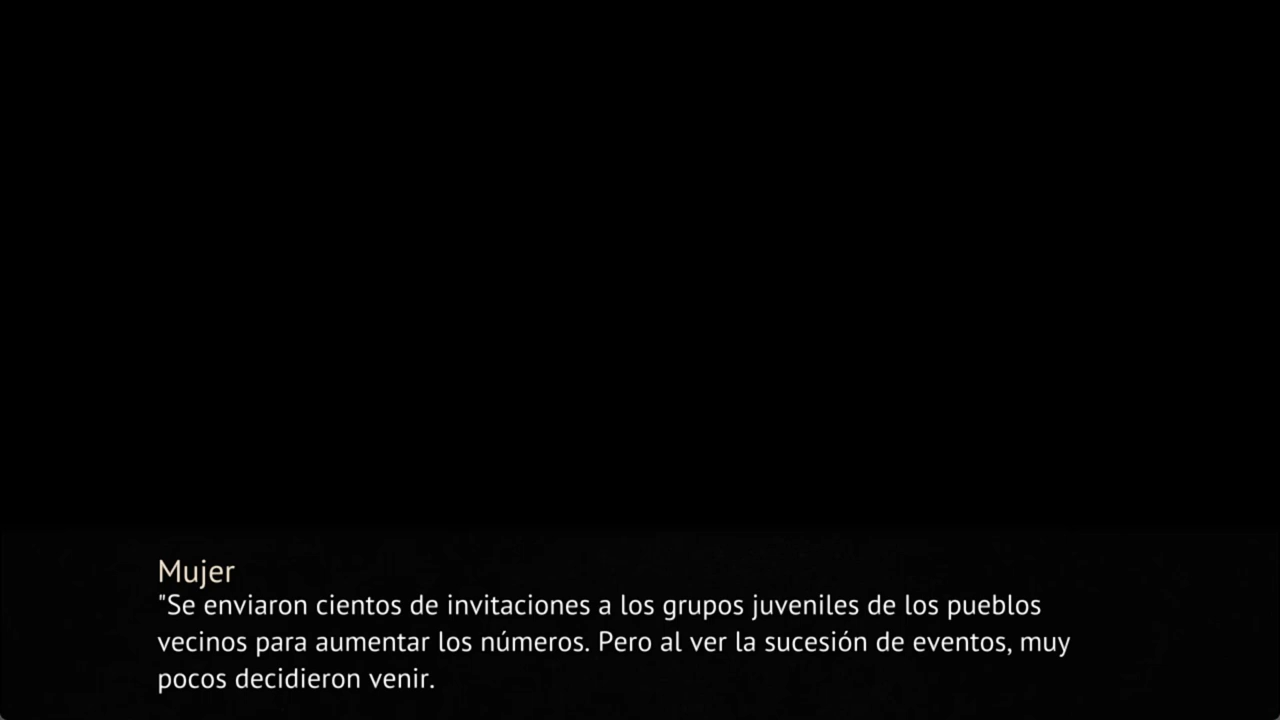 Mujer
"Se enviaron cientos de invitaciones a los grupos juveniles de los pueblos
vecinos para aumentar los números. Pero al ver la sucesión de eventos, muy
pocos decidieron venir.